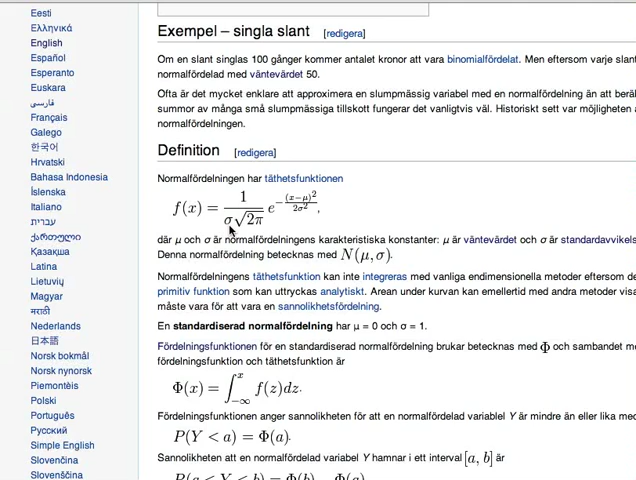 Eesti
Ελληνικά
English
Español
Esperanto
Euskara
فارسی
Français
Galego
한국어
Hrvatski
Bahasa Indonesia
Íslenska
Italiano
עברית
ქართული
Қазақша
Latina
Lietuvių
Magyar
मराठी
Nederlands
日本語
Norsk bokmål
Norsk nynorsk
Piemontèis
Polski
Português
Русский
Simple English
Slovenčina
Slovenščina
Exempel – singla slant [redigera]
Om en slant singlas 100 gånger kommer antalet kronor att vara binomialfördelat. Men eftersom varje slant
normalfördelad med väntevärdet 50.
Ofta är det mycket enklare att approximera en slumpmässig variabel med en normalfördelning än att berä
summor av många små slumpmässiga tillskott fungerar det vanligtvis väl. Historiskt sett var möjligheten a
normalfördelningen.
Definition [redigera]
Normalfördelningen har täthetsfunktionen
f(x) = 1/(σ√2π) e^(−(x−μ)²/2σ²),
där μ och σ är normalfördelningens karakteristiska konstanter: μ är väntevärdet och σ är standardavvikels
Denna normalfördelning betecknas med N(μ, σ).
Normalfördelningens täthetsfunktion kan inte integreras med vanliga endimensionella metoder eftersom de
primitiv funktion som kan uttryckas analytiskt. Arean under kurvan kan emellertid med andra metoder visa
måste vara för att vara en sannolikhetsfördelning.
En standardiserad normalfördelning har μ = 0 och σ = 1.
Fördelningsfunktionen för en standardiserad normalfördelning brukar betecknas med Φ och sambandet me
fördelningsfunktion och täthetsfunktion är
Φ(x) = ∫_−∞^x f(z)dz.
Fördelningsfunktionen anger sannolikheten för att en normalfördelad variabel Y är mindre än eller lika med
P(Y < a) = Φ(a).
Sannolikheten att en normalfördelad variabel Y hamnar i ett interval [a, b] är
P(a < Y < b) = Φ(b) − Φ(a)